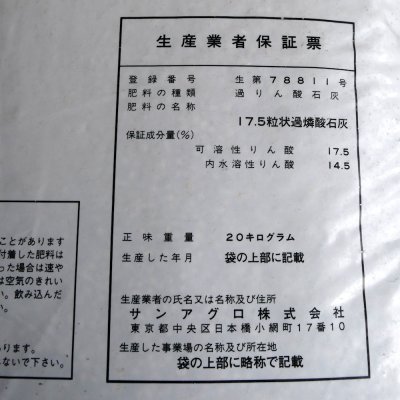 生産業者保証票
登録番号 生第78811号
肥料の種類 過りん酸石灰
肥料の名称
17.5粒状過燐酸石灰
保証成分量(%)
可溶性りん酸 17.5
内水溶性りん酸 14.5
正味重量 20キログラム
生産した年月 袋の上部に記載
生産業者の氏名又は名称及び住所
サンアグロ株式会社
東京都中央区日本橋小網町17番10
生産した事業場の名称及び所在地
袋の上部に略称で記載
ことがあります
付着した肥料は
った場合は速や
は空気のきれい
い。飲み込んだ
い。
ります。
ないで下さい。